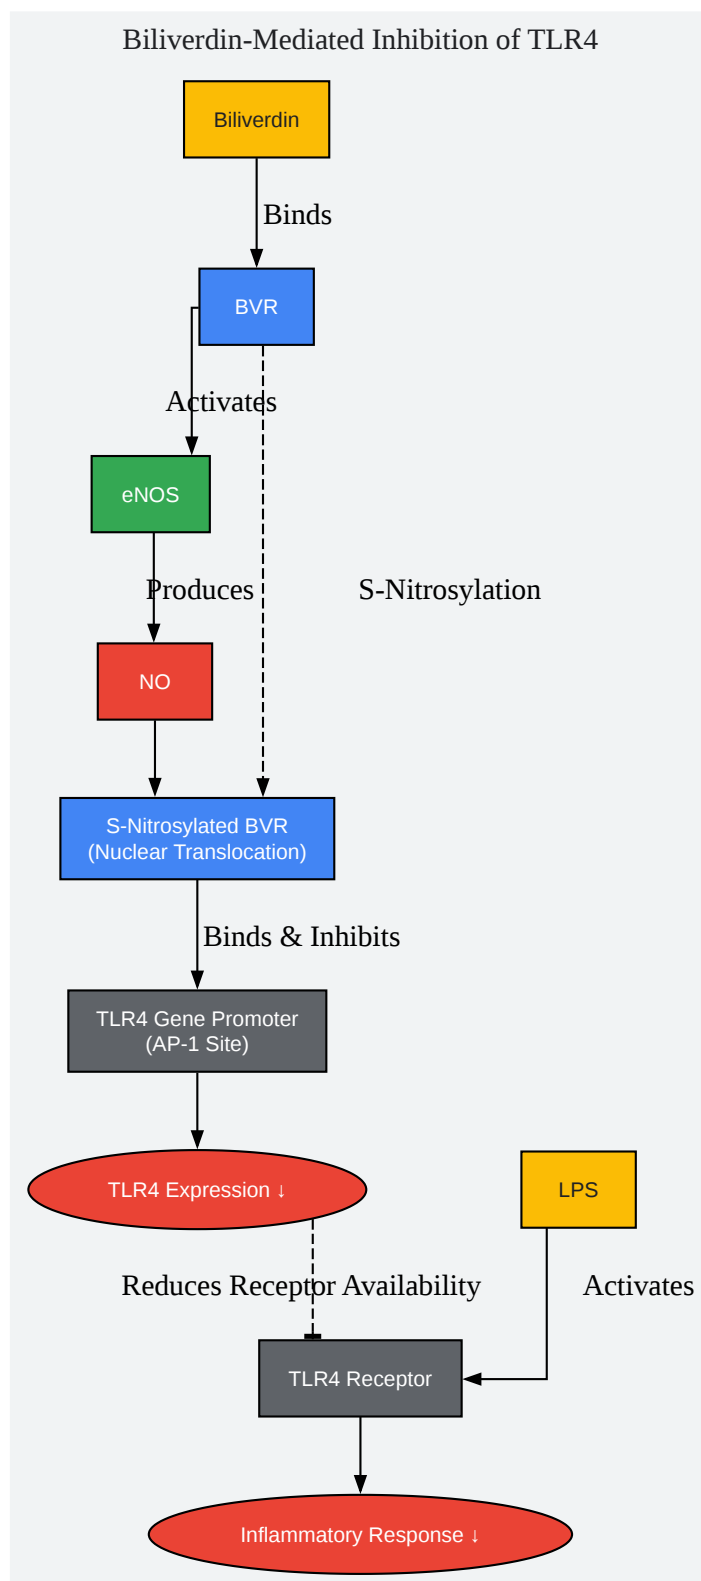 Biliverdin-Mediated Inhibition of TLR4
Biliverdin
Binds
BVR
Activates
eNOS
Produces
S-Nitrosylation
NO
S-Nitrosylated BVR
(Nuclear Translocation)
Binds & Inhibits
TLR4 Gene Promoter
(AP-1 Site)
TLR4 Expression ↓
LPS
Reduces Receptor Availability
Activates
TLR4 Receptor
Inflammatory Response ↓